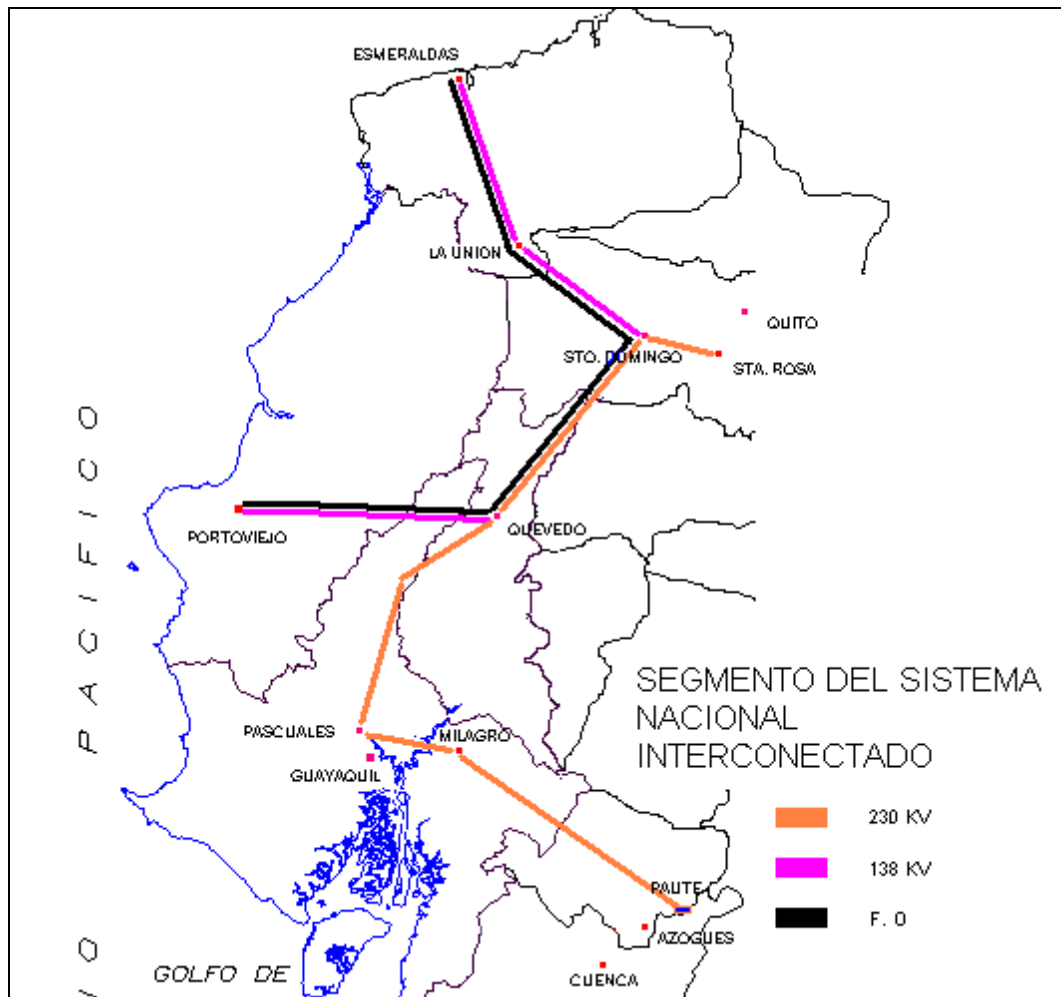 ESMERALDAS
LA UNION
QUITO
STO. DOMINGO
STA. ROSA
PACIFICO
PORTOVIEJO
QUEVEDO
SEGMENTO DEL SISTEMA
NACIONAL
INTERCONECTADO
PASCUALES
MILAGRO
GUAYAQUIL
230 KV
138 KV
PAUTE
F. O
AZOGUES
CUENCA
GOLFO DE
O